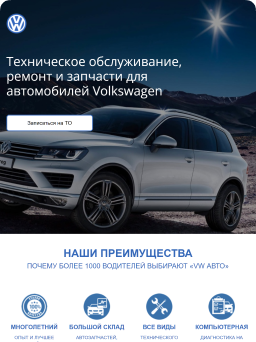 Техническое обслуживание,
ремонт и запчасти для
автомобилей Volkswagen
Записаться на ТО
НАШИ ПРЕИМУЩЕСТВА
ПОЧЕМУ БОЛЕЕ 1000 ВОДИТЕЛЕЙ ВЫБИРАЮТ «VW АВТО»
МНОГОЛЕТНИЙ БОЛЬШОЙ СКЛАД ВСЕ ВИДЫ КОМПЬЮТЕРНАЯ
ОПЫТ И ЛУЧШЕЕ АВТОЗАПЧАСТЕЙ, ТЕХНИЧЕСКОГО ДИАГНОСТИКА НА